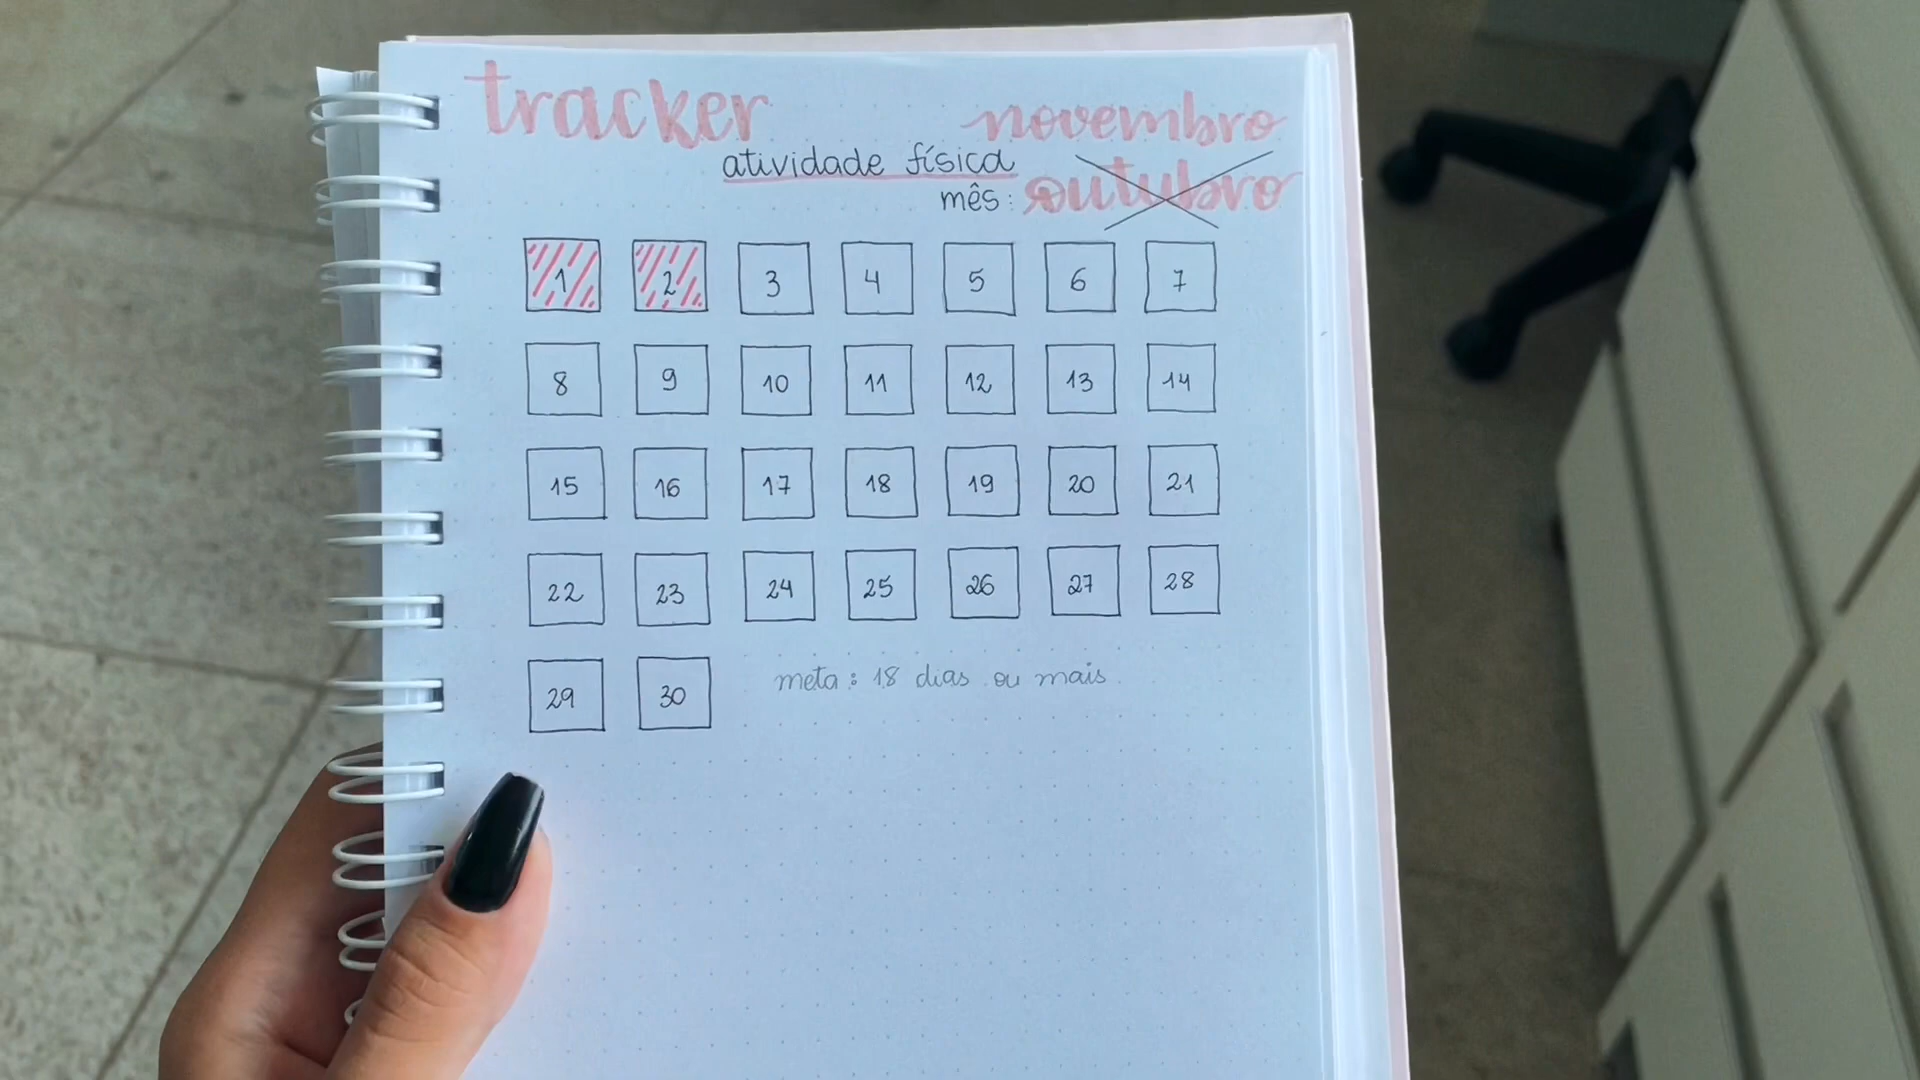 tracker
novembro
atividade física
mês: outubro
1 2 3 4 5 6 7
8 9 10 11 12 13 14
15 16 17 18 19 20 21
22 23 24 25 26 27 28
29 30
meta: 18 dias ou mais